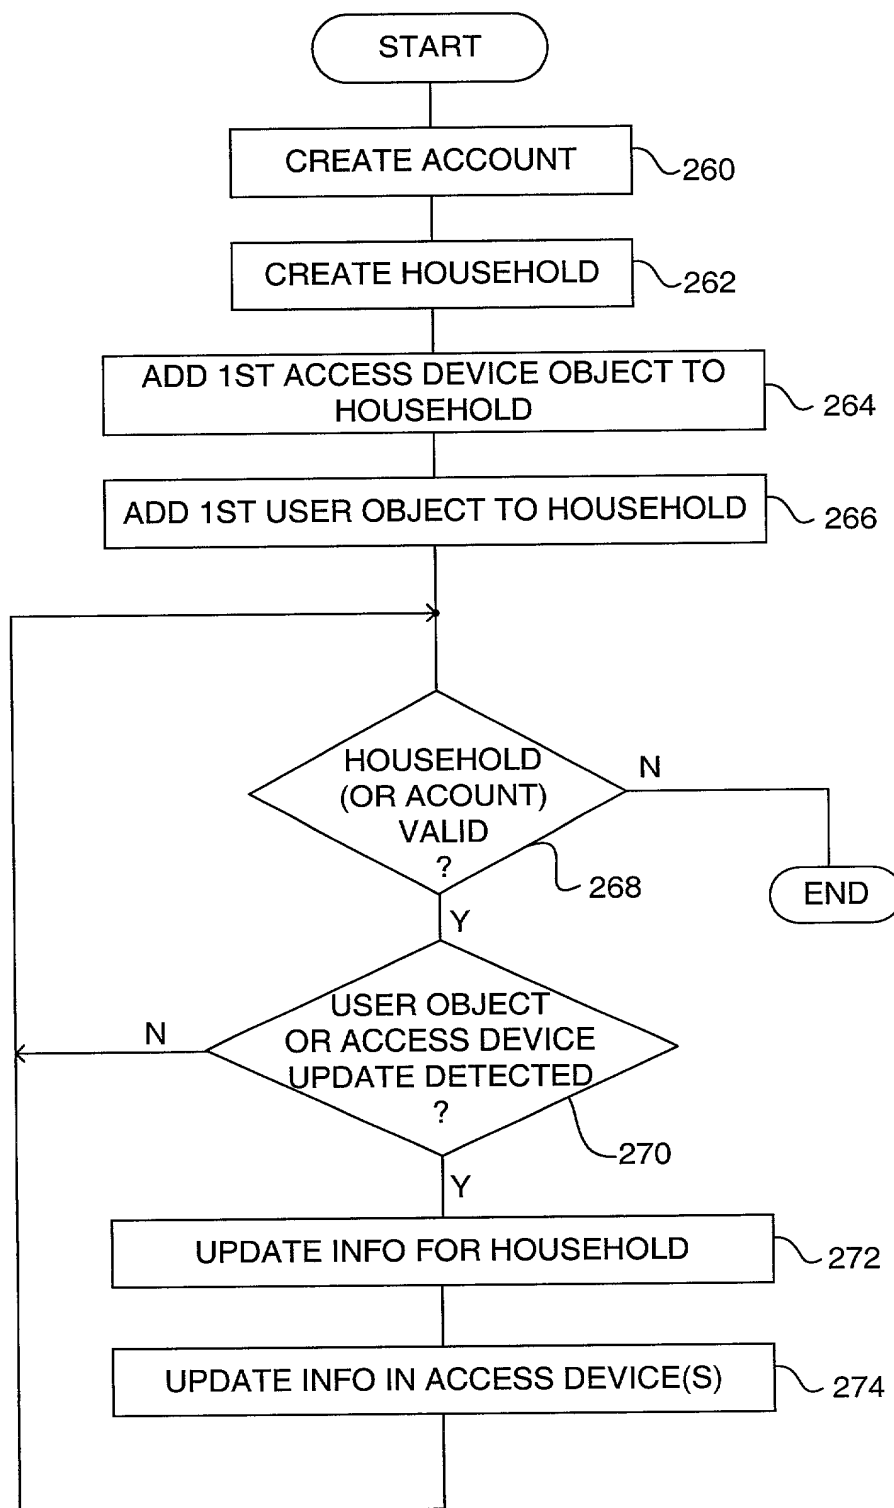 START
CREATE ACCOUNT
260
CREATE HOUSEHOLD
262
ADD 1ST ACCESS DEVICE OBJECT TO
HOUSEHOLD
264
ADD 1ST USER OBJECT TO HOUSEHOLD
266
HOUSEHOLD
(OR ACOUNT)
VALID
?
N
268
END
Y
USER OBJECT
OR ACCESS DEVICE
UPDATE DETECTED
?
N
270
Y
UPDATE INFO FOR HOUSEHOLD
272
UPDATE INFO IN ACCESS DEVICE(S)
274